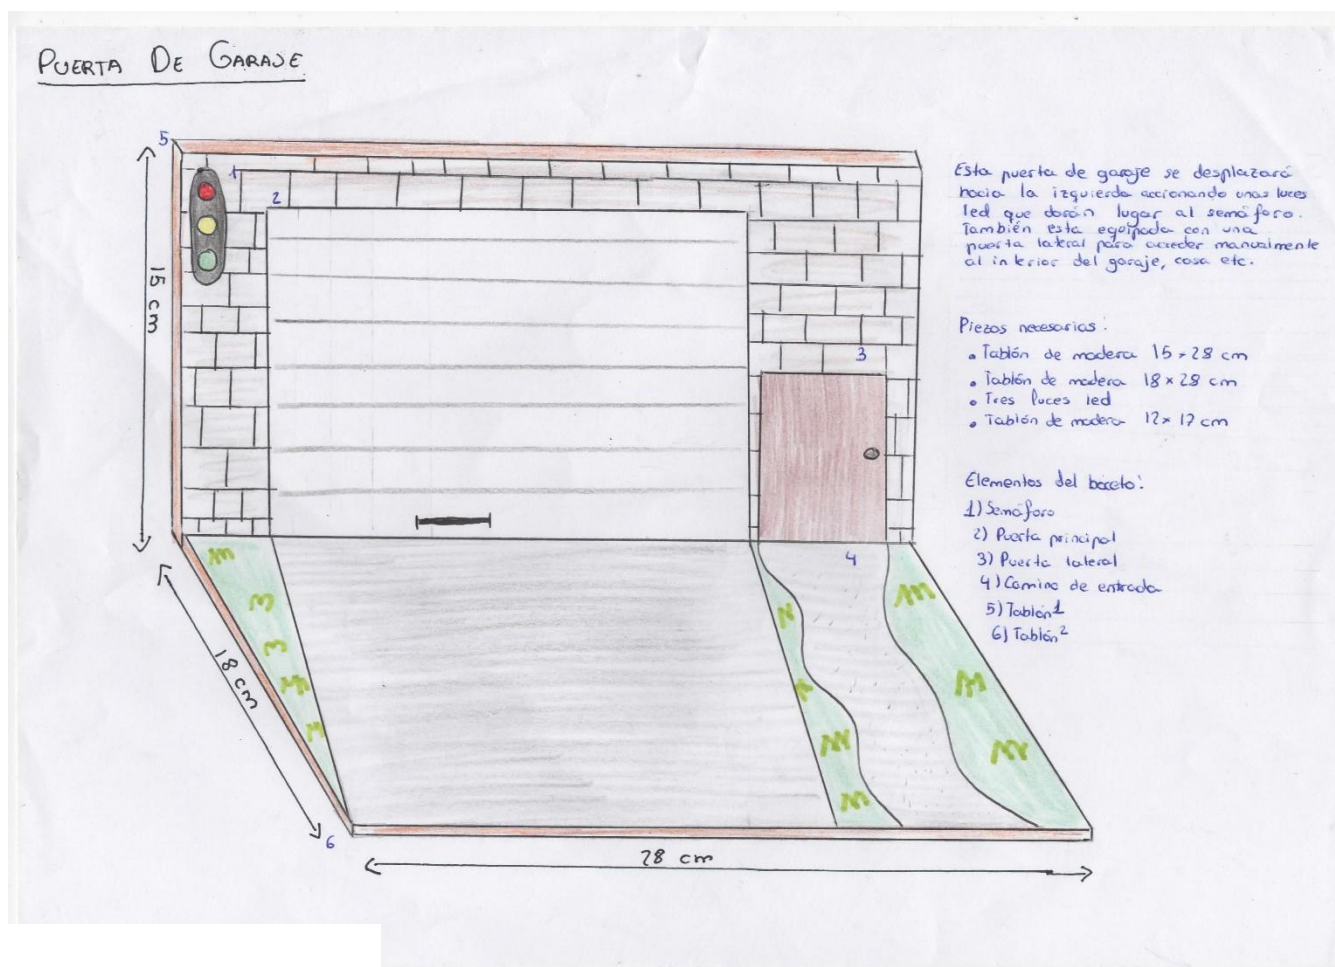 PUERTA DE GARAJE
5
1
2
15 cm
3
4
18 cm
6
28 cm
Esta puerta de garaje se desplazará
hacia la izquierda accionando unas luces
led que darán lugar al semáforo.
También esta equipada con una
puerta lateral para acceder manualmente
al interior del garaje, casa etc.
Piezas necesarias:
• Tablón de madera 15 × 28 cm
• Tablón de madera 18 × 28 cm
• Tres luces led
• Tablón de madera 12 × 17 cm
Elementos del boceto:
1) Semáforo
2) Puerta principal
3) Puerta lateral
4) Camino de entrada
5) Tablón 1
6) Tablón 2